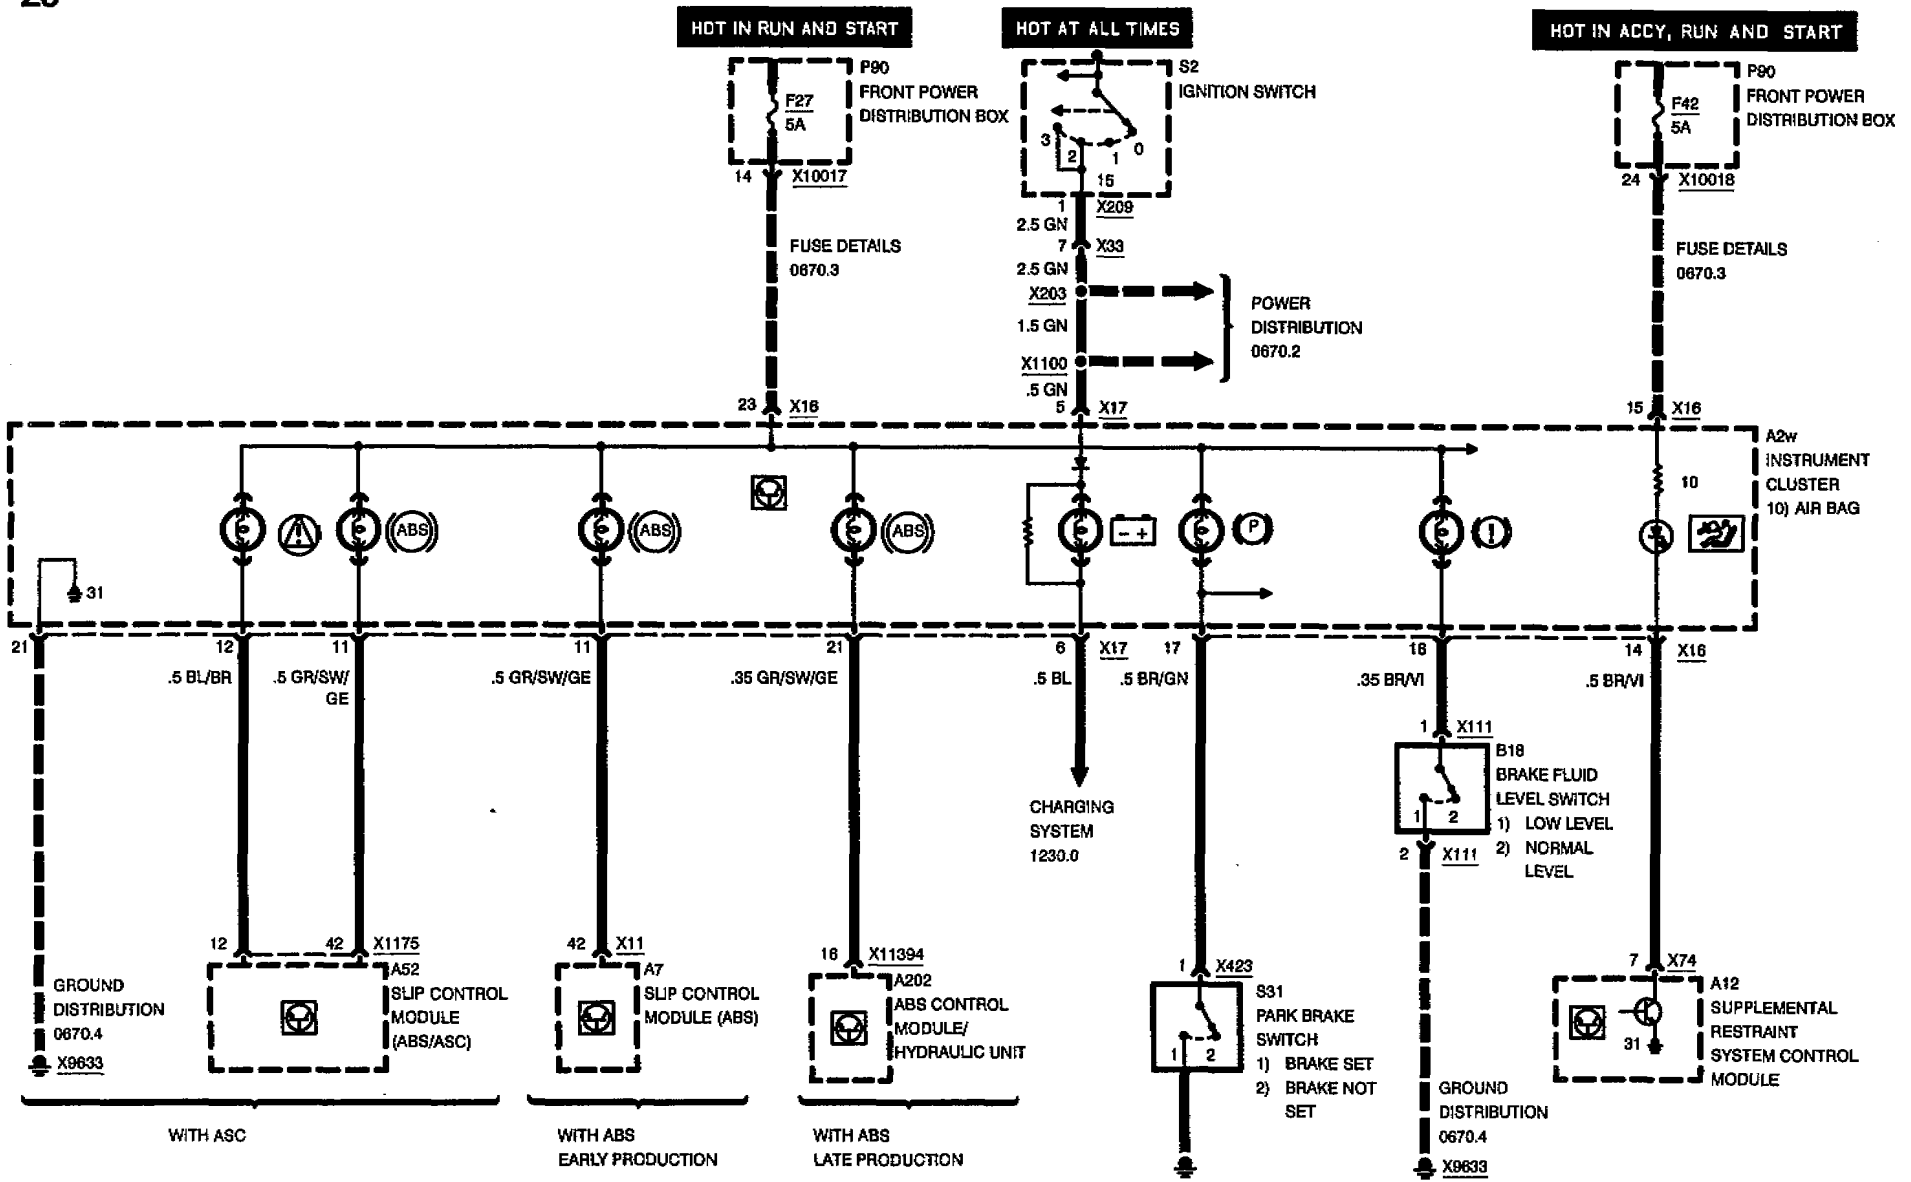 HOT IN RUN AND START
HOT AT ALL TIMES
HOT IN ACCY, RUN AND START
P90
FRONT POWER
DISTRIBUTION BOX
F27
5A
14 X10017
FUSE DETAILS
0670.3
23 X16
S2
IGNITION SWITCH
3 2 1 0
15
1 X209
2.5 GN
7 X33
2.5 GN
X203
1.5 GN
X1100
.5 GN
5 X17
POWER
DISTRIBUTION
0670.2
P90
FRONT POWER
DISTRIBUTION BOX
F42
5A
24 X10018
FUSE DETAILS
0670.3
15 X16
A2w
INSTRUMENT
CLUSTER
10) AIR BAG
10
ABS
ABS
ABS
- +
P
!
31
21 12 11 11 21 6 X17 17 18 14 X16
.5 BL/BR
.5 GR/SW/
GE
.5 GR/SW/GE
.35 GR/SW/GE
.5 BL
.5 BR/GN
.35 BR/VI
.5 BR/VI
CHARGING
SYSTEM
1230.0
1 X111
B18
BRAKE FLUID
LEVEL SWITCH
1) LOW LEVEL
2) NORMAL
LEVEL
1 2
2 X111
12 42 X1175
A52
SLIP CONTROL
MODULE
(ABS/ASC)
42 X11
A7
SLIP CONTROL
MODULE (ABS)
18 X11394
A202
ABS CONTROL
MODULE/
HYDRAULIC UNIT
1 X423
S31
PARK BRAKE
SWITCH
1) BRAKE SET
2) BRAKE NOT
SET
1 2
7 X74
A12
SUPPLEMENTAL
RESTRAINT
SYSTEM CONTROL
MODULE
31
GROUND
DISTRIBUTION
0670.4
X9633
GROUND
DISTRIBUTION
0670.4
X9633
WITH ASC
WITH ABS
EARLY PRODUCTION
WITH ABS
LATE PRODUCTION